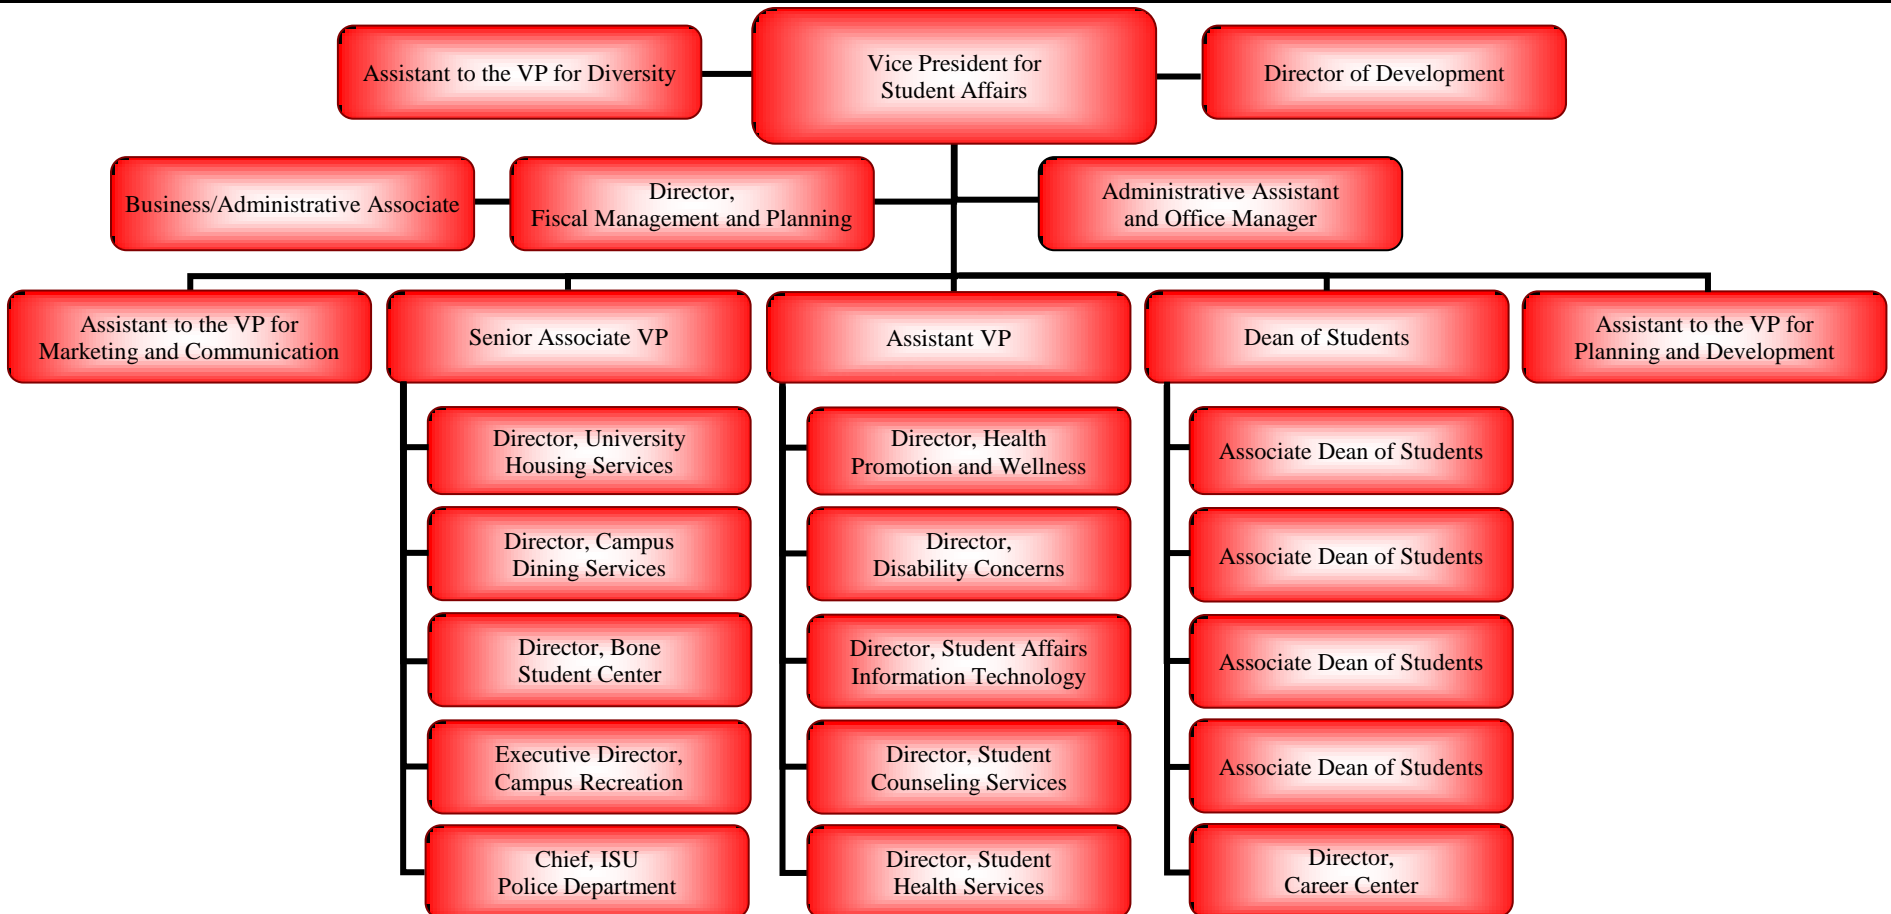 Assistant to the VP for Diversity
Vice President for
Student Affairs
Director of Development
Business/Administrative Associate
Director,
Fiscal Management and Planning
Administrative Assistant
and Office Manager
Assistant to the VP for
Marketing and Communication
Senior Associate VP
Assistant VP
Dean of Students
Assistant to the VP for
Planning and Development
Director, University
Housing Services
Director, Campus
Dining Services
Director, Bone
Student Center
Executive Director,
Campus Recreation
Chief, ISU
Police Department
Director, Health
Promotion and Wellness
Director,
Disability Concerns
Director, Student Affairs
Information Technology
Director, Student
Counseling Services
Director, Student
Health Services
Associate Dean of Students
Associate Dean of Students
Associate Dean of Students
Associate Dean of Students
Director,
Career Center